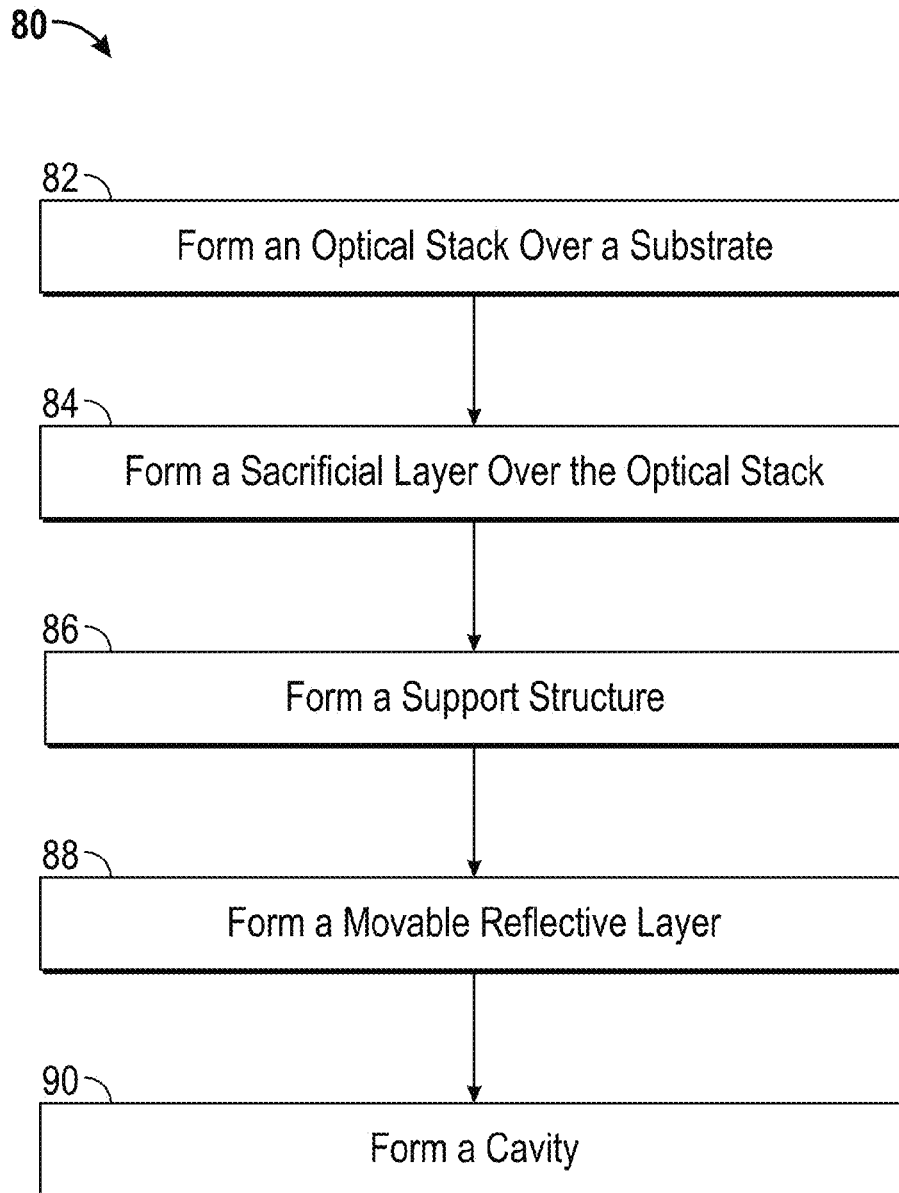 80
82
Form an Optical Stack Over a Substrate
84
Form a Sacrificial Layer Over the Optical Stack
86
Form a Support Structure
88
Form a Movable Reflective Layer
90
Form a Cavity